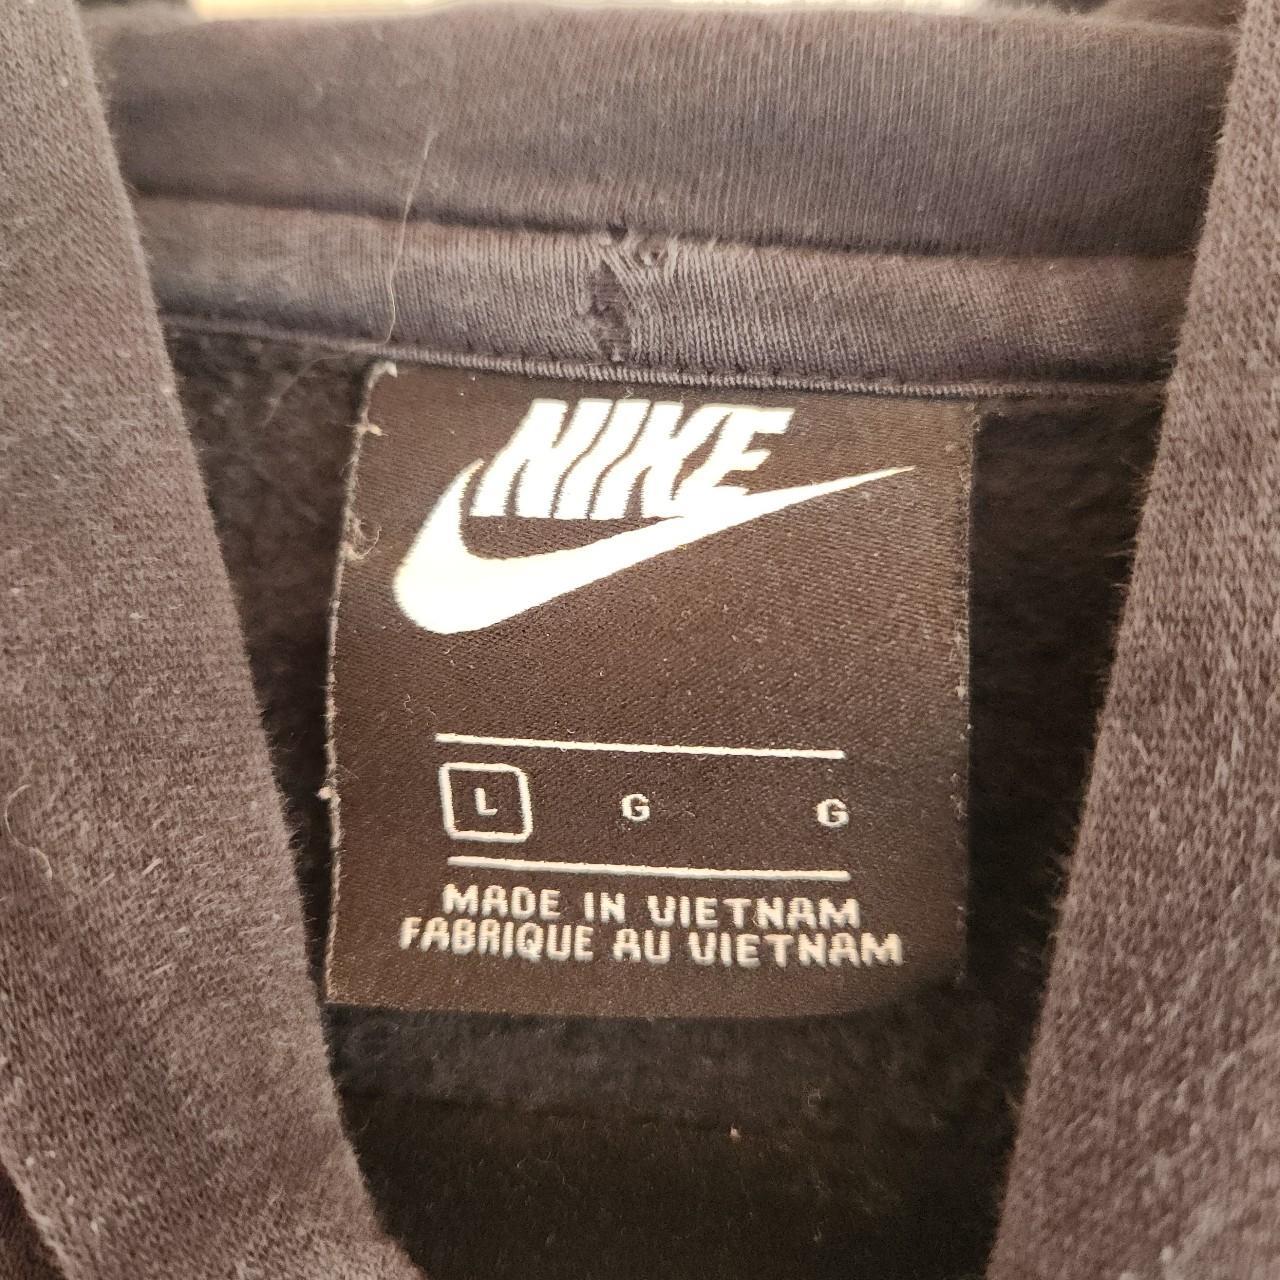 NIKE
L G G
MADE IN VIETNAM
FABRIQUE AU VIETNAM